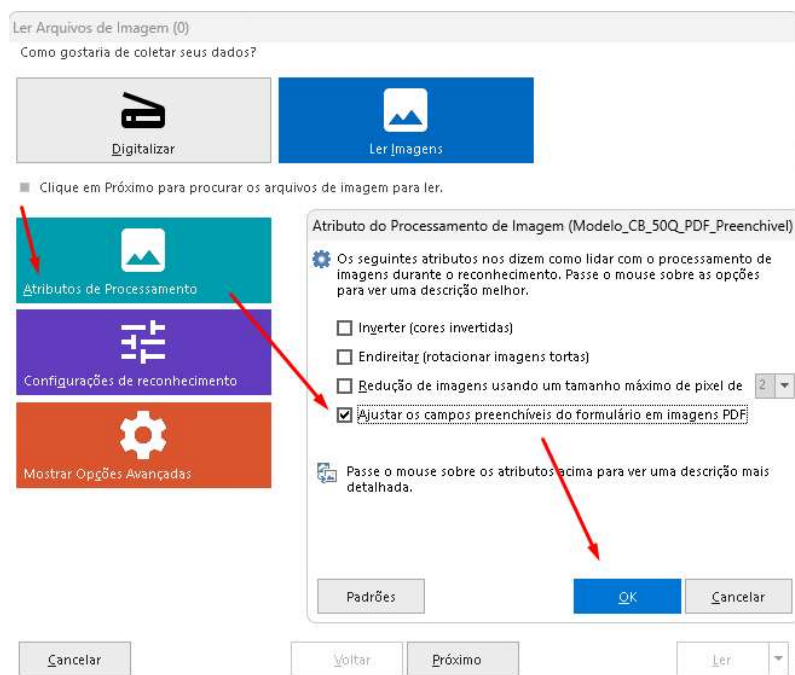 Ler Arquivos de Imagem (0)
Como gostaria de coletar seus dados?
Digitalizar
Ler Imagens
Clique em Próximo para procurar os arquivos de imagem para ler.
Atributos de Processamento
Configurações de reconhecimento
Mostrar Opções Avançadas
Atributo do Processamento de Imagem (Modelo_CB_50Q_PDF_Preenchivel)
Os seguintes atributos nos dizem como lidar com o processamento de
imagens durante o reconhecimento. Passe o mouse sobre as opções
para ver uma descrição melhor.
Inverter (cores invertidas)
Endireitar (rotacionar imagens tortas)
Redução de imagens usando um tamanho máximo de pixel de 2
Ajustar os campos preenchíveis do formulário em imagens PDF
Passe o mouse sobre os atributos acima para ver uma descrição mais
detalhada.
Padrões
OK
Cancelar
Cancelar
Voltar
Próximo
Ler